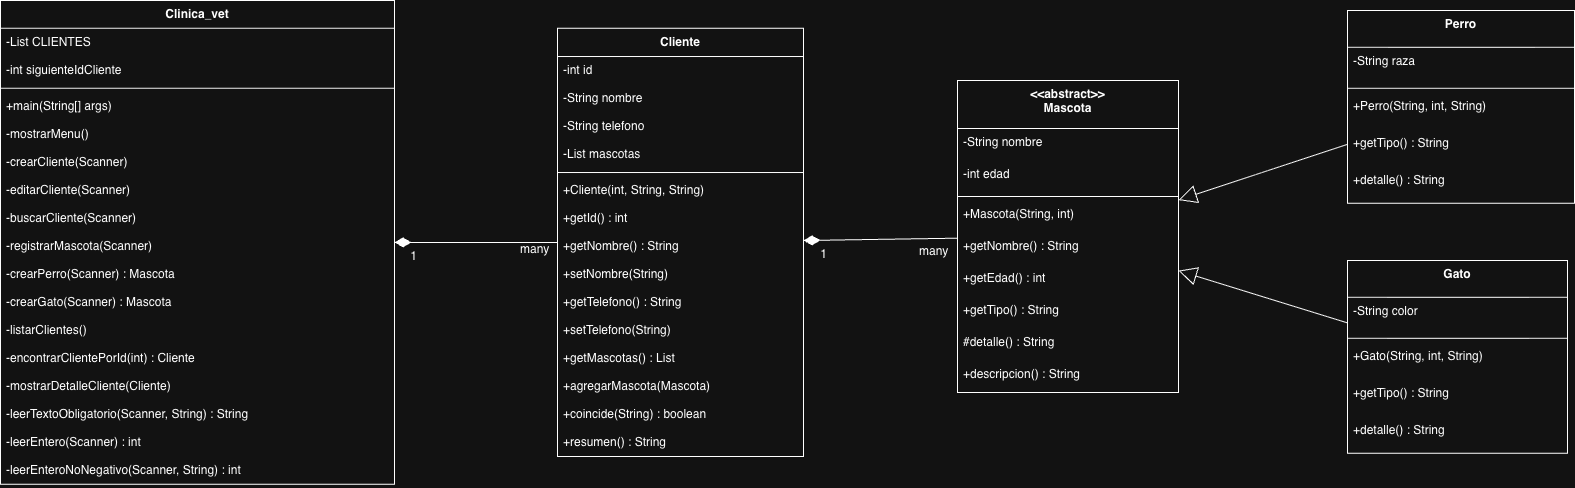 Clinica_vet
-List CLIENTES
-int siguienteIdCliente
+main(String[] args)
-mostrarMenu()
-crearCliente(Scanner)
-editarCliente(Scanner)
-buscarCliente(Scanner)
-registrarMascota(Scanner)
-crearPerro(Scanner) : Mascota
-crearGato(Scanner) : Mascota
-listarClientes()
-encontrarClientePorId(int) : Cliente
-mostrarDetalleCliente(Cliente)
-leerTextoObligatorio(Scanner, String) : String
-leerEntero(Scanner) : int
-leerEnteroNoNegativo(Scanner, String) : int
1
many
Cliente
-int id
-String nombre
-String telefono
-List mascotas
+Cliente(int, String, String)
+getId() : int
+getNombre() : String
+setNombre(String)
+getTelefono() : String
+setTelefono(String)
+getMascotas() : List
+agregarMascota(Mascota)
+coincide(String) : boolean
+resumen() : String
1
many
<<abstract>>
Mascota
-String nombre
-int edad
+Mascota(String, int)
+getNombre() : String
+getEdad() : int
+getTipo() : String
#detalle() : String
+descripcion() : String
Perro
-String raza
+Perro(String, int, String)
+getTipo() : String
+detalle() : String
Gato
-String color
+Gato(String, int, String)
+getTipo() : String
+detalle() : String